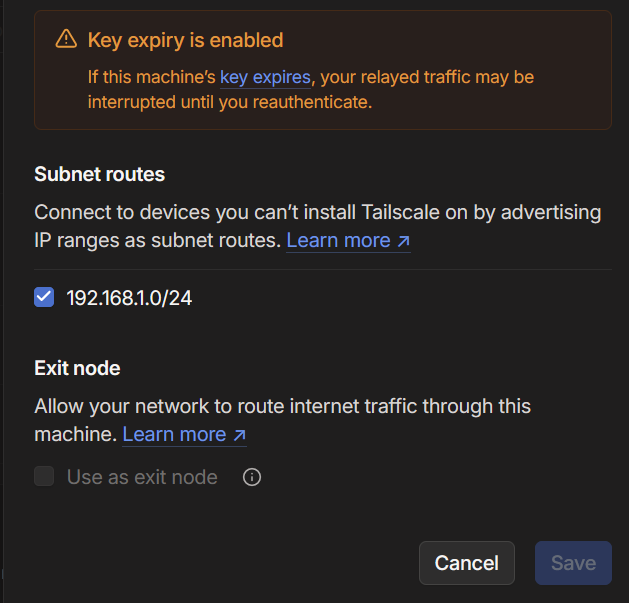 Key expiry is enabled
If this machine’s key expires, your relayed traffic may be
interrupted until you reauthenticate.
Subnet routes
Connect to devices you can’t install Tailscale on by advertising
IP ranges as subnet routes. Learn more ↗
192.168.1.0/24
Exit node
Allow your network to route internet traffic through this
machine. Learn more ↗
Use as exit node
Cancel Save